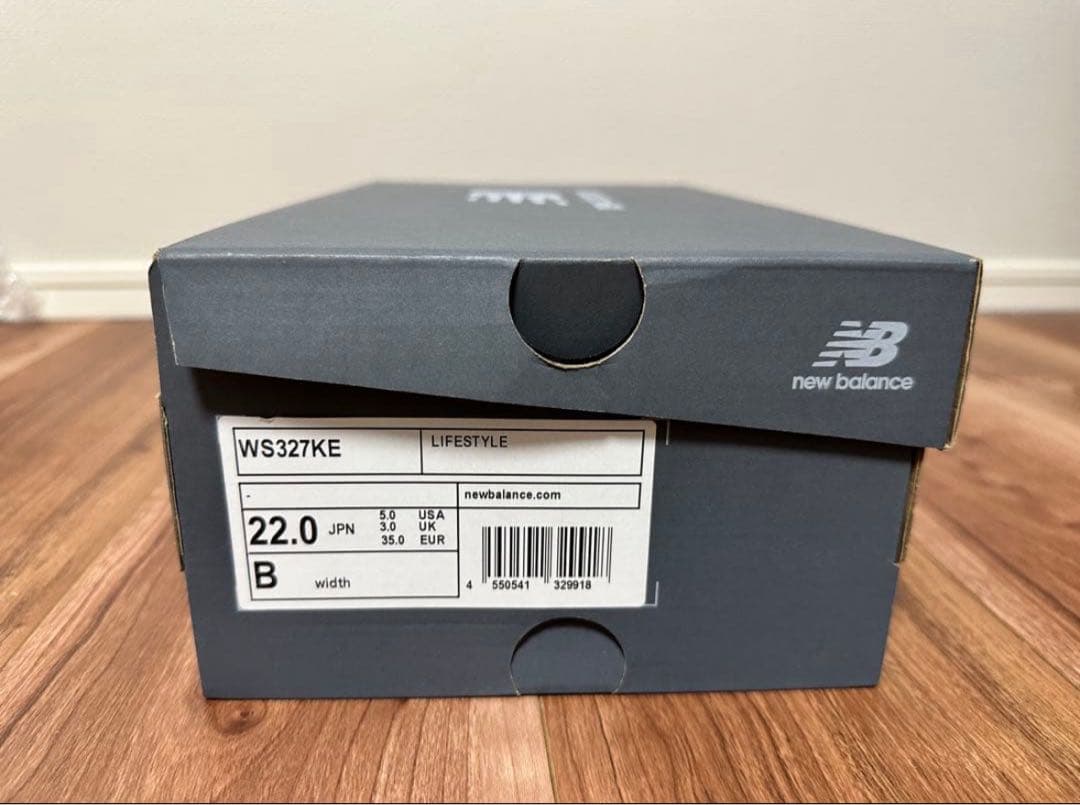 NB
new balance
WS327KE
LIFESTYLE
-
newbalance.com
22.0 JPN
5.0 USA
3.0 UK
35.0 EUR
B width
4 550541 329918